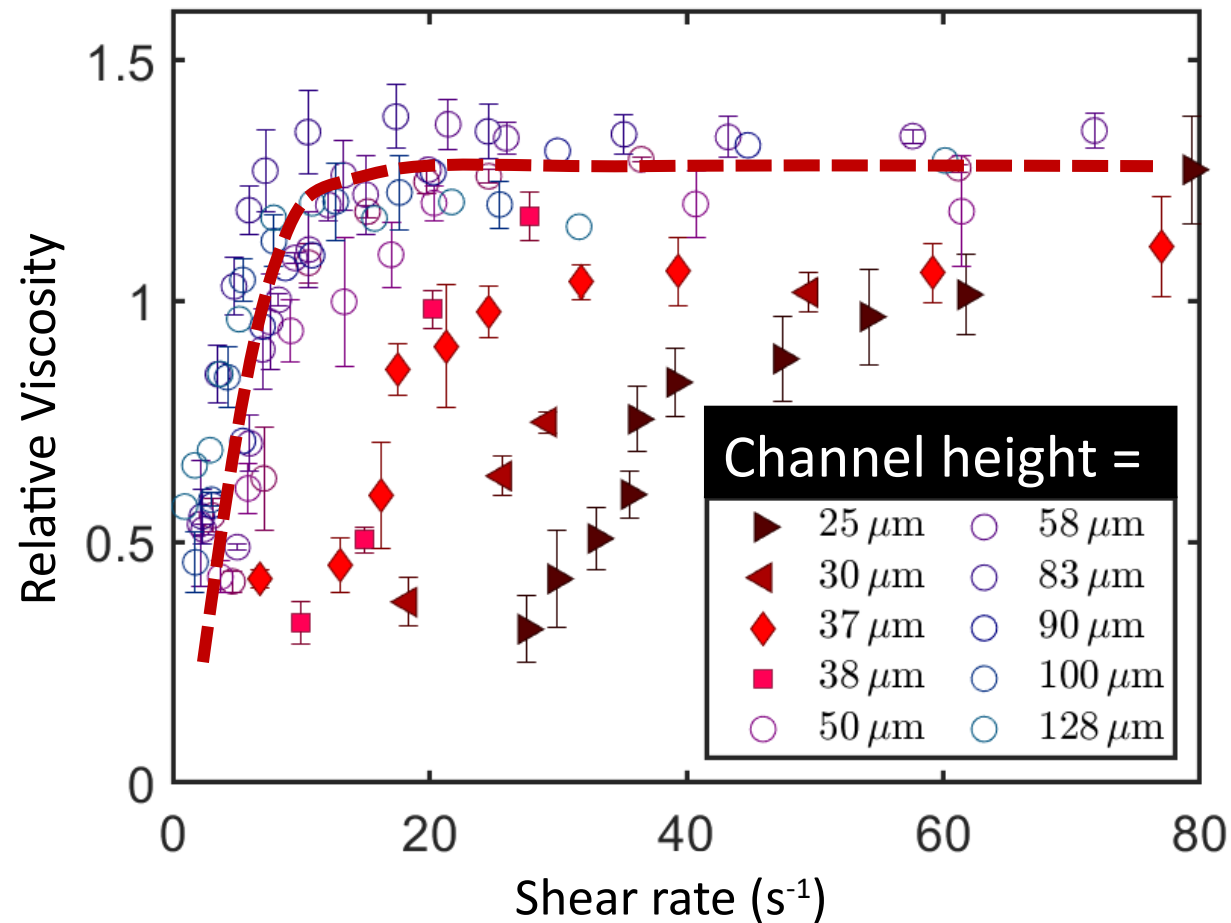 Relative Viscosity
1.5
1
0.5
0
0 20 40 60 80
Shear rate (s⁻¹)
Channel height =
25 μm 58 μm
30 μm 83 μm
37 μm 90 μm
38 μm 100 μm
50 μm 128 μm